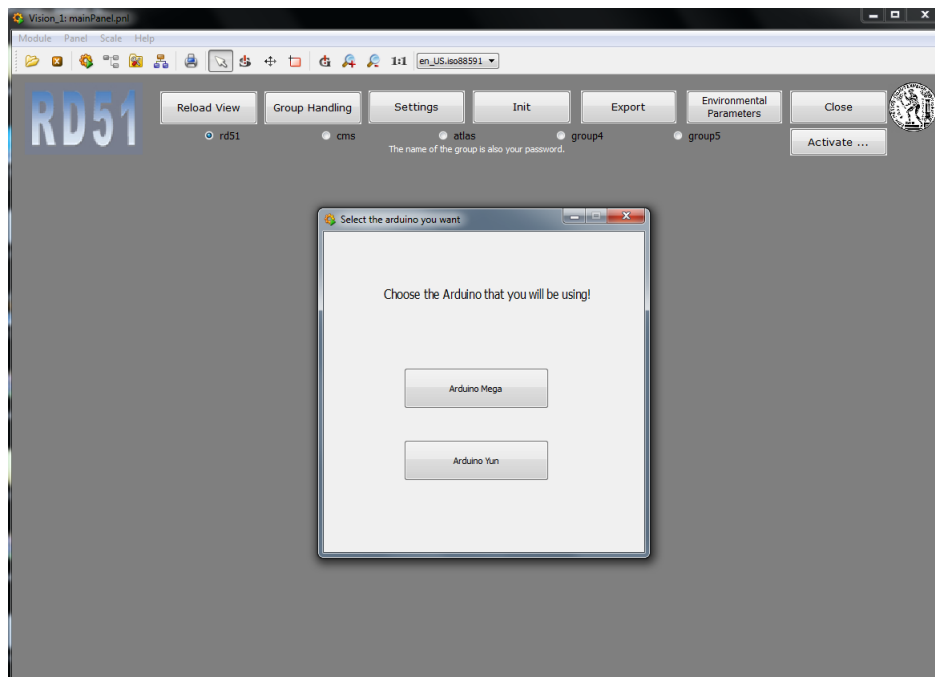 Vision_1: mainPanel.pnl
Module Panel Scale Help
1:1 en_US.iso88591
RD51
Reload View Group Handling Settings Init Export Environmental Parameters Close
rd51 cms atlas group4 group5 Activate ...
The name of the group is also your password.
Select the arduino you want
Choose the Arduino that you will be using!
Arduino Mega
Arduino Yun